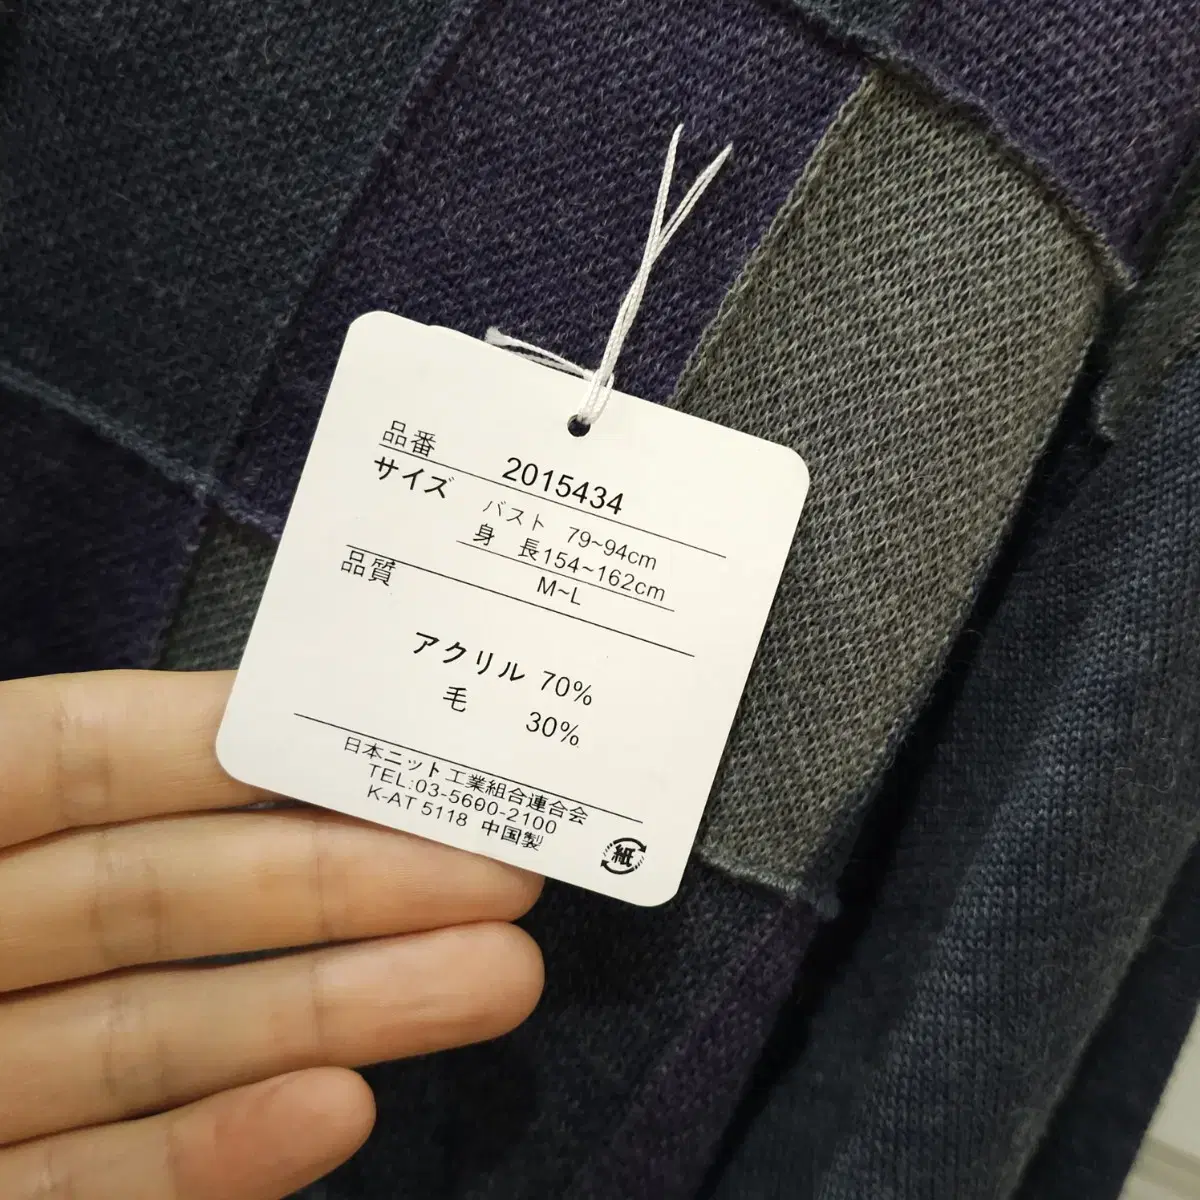 品番 2015434
サイズ バスト 79~94cm
身 長154~162cm
M~L
品質
アクリル 70%
毛 30%
日本ニット工業組合連合会
TEL:03-5600-2100
K-AT 5118 中国製
紙